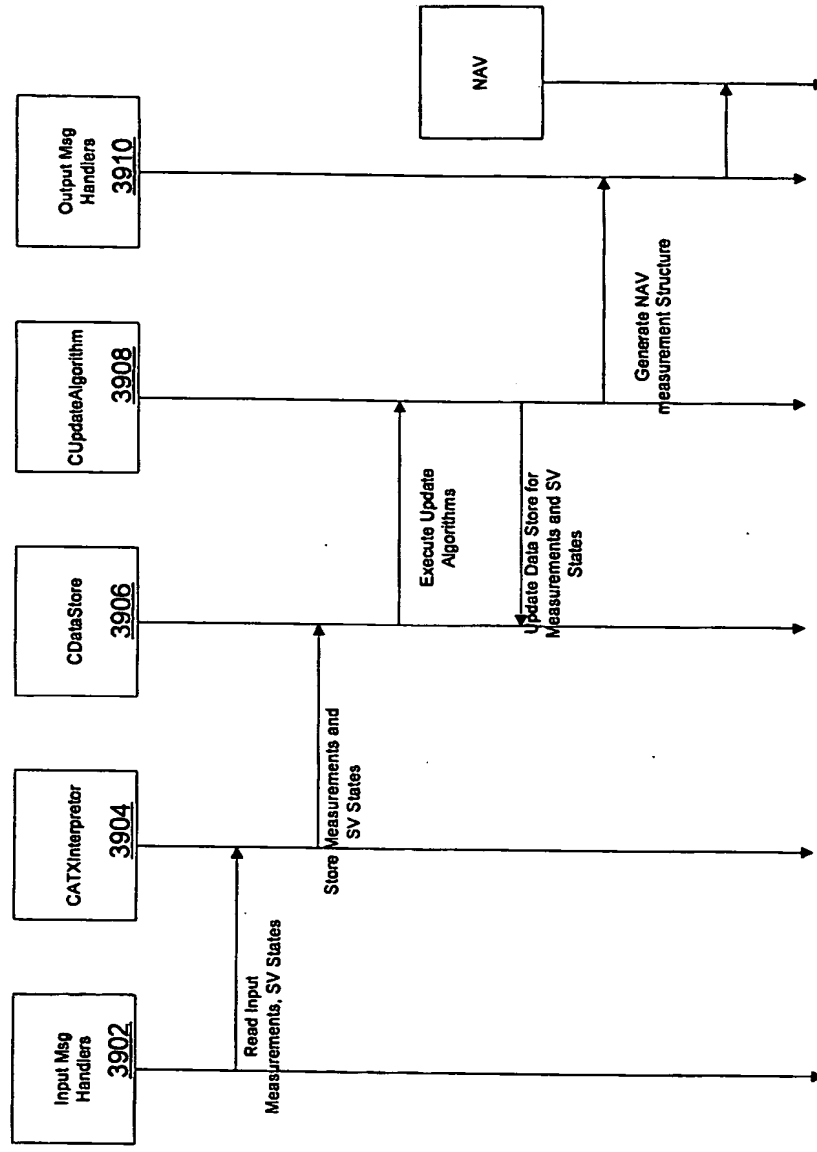 Input Msg
Handlers
3902
CATXInterpretor
3904
CDataStore
3906
CUpdateAlgorithm
3908
Output Msg
Handlers
3910
NAV
Read Input
Measurements, SV States
Store Measurements and
SV States
Execute Update
Algorithms
Update Data Store for
Measurements and SV
States
Generate NAV
measurement Structure